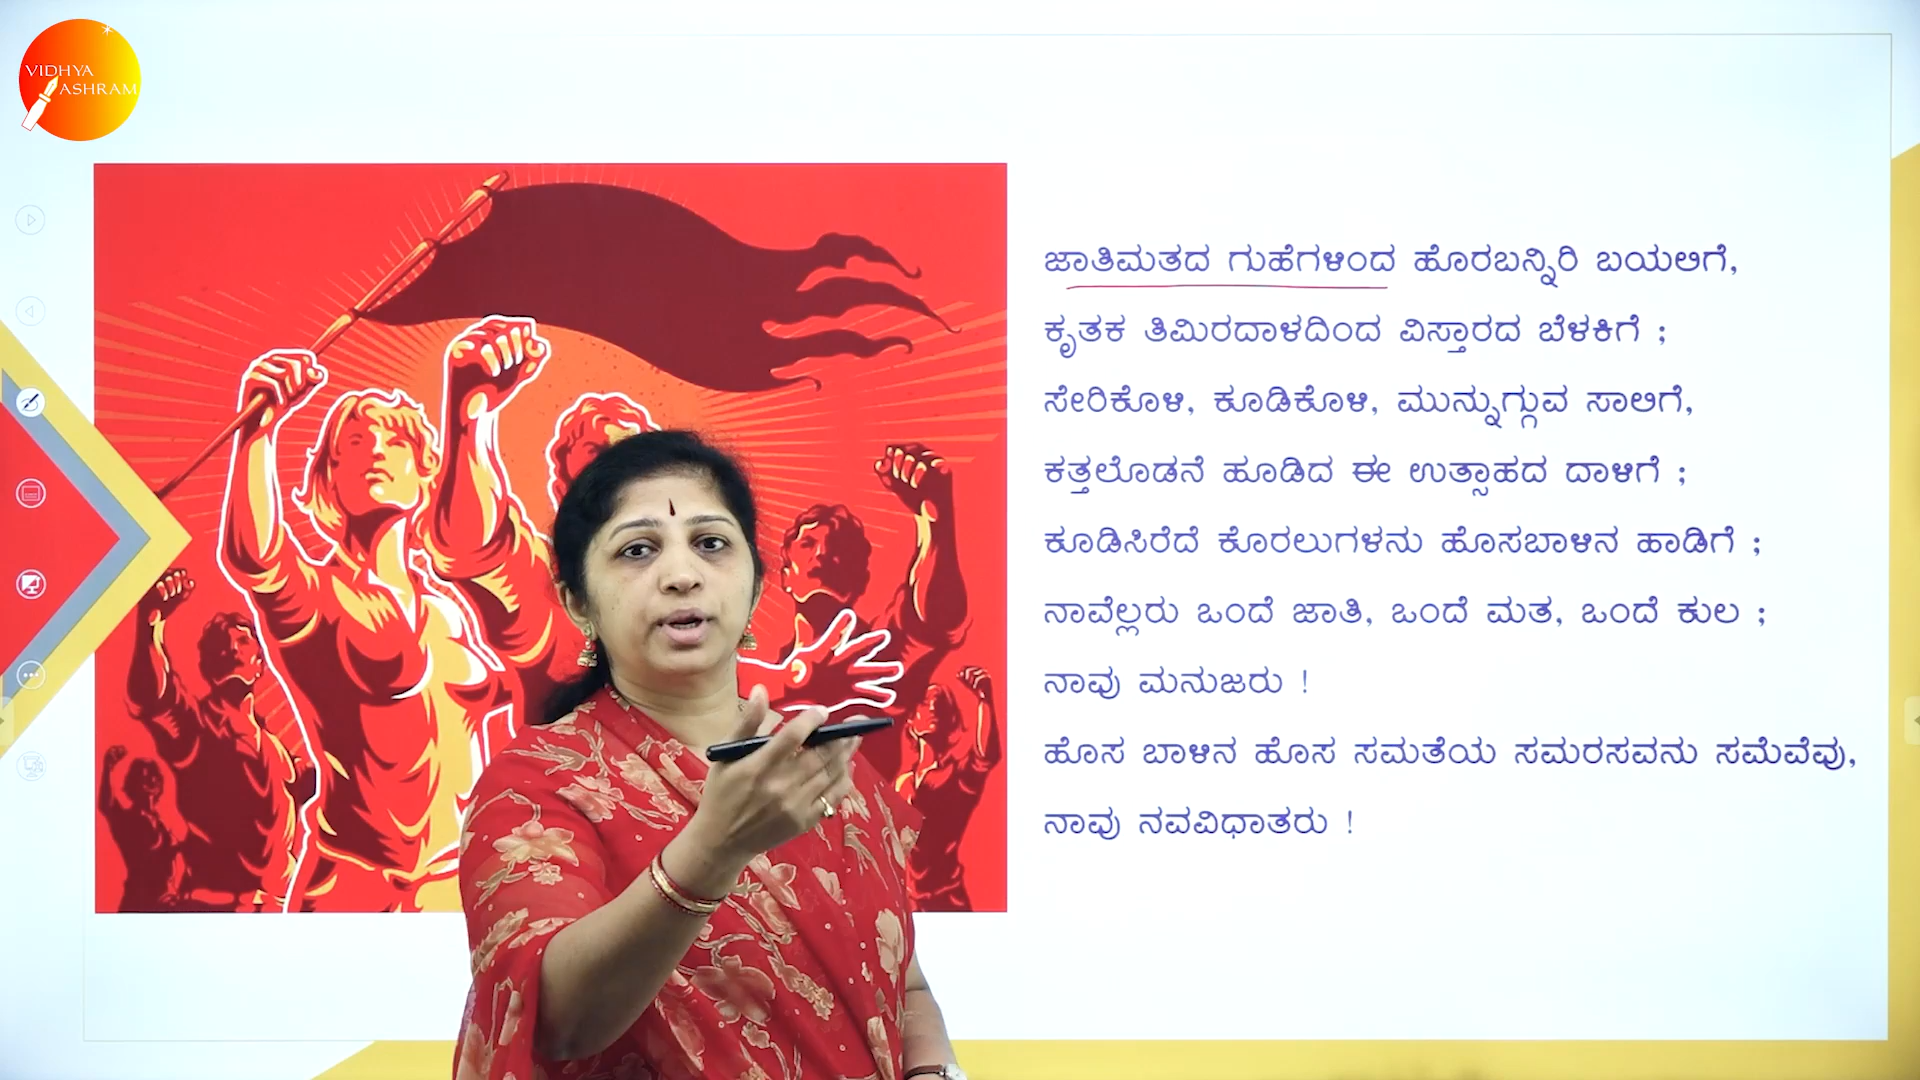 VIDHYA
ASHRAM
ಜಾತಿಮತದ ಗುಹೆಗಳಿಂದ ಹೊರಬನ್ನಿರಿ ಬಯಲಿಗೆ,
ಕೃತಕ ತಿಮಿರದಾಳದಿಂದ ವಿಸ್ತಾರದ ಬೆಳಕಿಗೆ ;
ಸೇರಿಕೊಳಿ, ಕೂಡಿಕೊಳಿ, ಮುನ್ನುಗ್ಗುವ ಸಾಲಿಗೆ,
ಕತ್ತಲೊಡನೆ ಹೂಡಿದ ಈ ಉತ್ಸಾಹದ ದಾಳಿಗೆ ;
ಕೂಡಿಸಿರೆದೆ ಕೊರಲುಗಳನು ಹೊಸಬಾಳಿನ ಹಾಡಿಗೆ ;
ನಾವೆಲ್ಲರು ಒಂದೆ ಜಾತಿ, ಒಂದೆ ಮತ, ಒಂದೆ ಕುಲ ;
ನಾವು ಮನುಜರು !
ಹೊಸ ಬಾಳಿನ ಹೊಸ ಸಮತೆಯ ಸಮರಸವನು ಸಮೆವೆವು,
ನಾವು ನವವಿಧಾತರು !